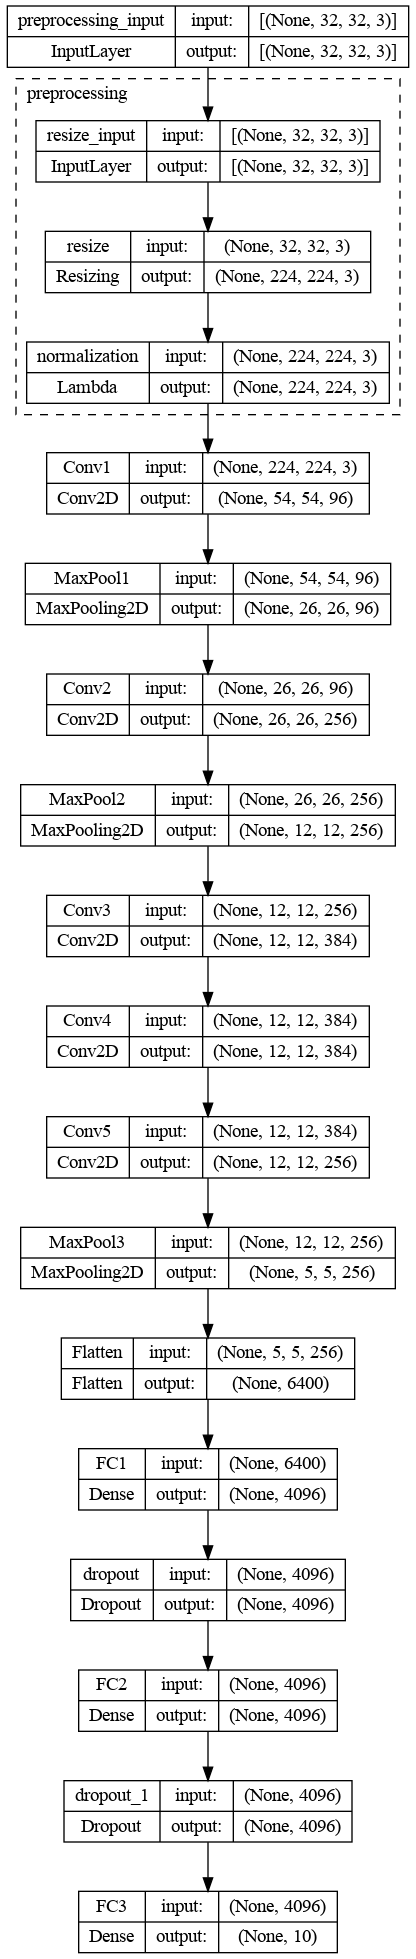 preprocessing_input input: [(None, 32, 32, 3)]
InputLayer output: [(None, 32, 32, 3)]
preprocessing
resize_input input: [(None, 32, 32, 3)]
InputLayer output: [(None, 32, 32, 3)]
resize input: (None, 32, 32, 3)
Resizing output: (None, 224, 224, 3)
normalization input: (None, 224, 224, 3)
Lambda output: (None, 224, 224, 3)
Conv1 input: (None, 224, 224, 3)
Conv2D output: (None, 54, 54, 96)
MaxPool1 input: (None, 54, 54, 96)
MaxPooling2D output: (None, 26, 26, 96)
Conv2 input: (None, 26, 26, 96)
Conv2D output: (None, 26, 26, 256)
MaxPool2 input: (None, 26, 26, 256)
MaxPooling2D output: (None, 12, 12, 256)
Conv3 input: (None, 12, 12, 256)
Conv2D output: (None, 12, 12, 384)
Conv4 input: (None, 12, 12, 384)
Conv2D output: (None, 12, 12, 384)
Conv5 input: (None, 12, 12, 384)
Conv2D output: (None, 12, 12, 256)
MaxPool3 input: (None, 12, 12, 256)
MaxPooling2D output: (None, 5, 5, 256)
Flatten input: (None, 5, 5, 256)
Flatten output: (None, 6400)
FC1 input: (None, 6400)
Dense output: (None, 4096)
dropout input: (None, 4096)
Dropout output: (None, 4096)
FC2 input: (None, 4096)
Dense output: (None, 4096)
dropout_1 input: (None, 4096)
Dropout output: (None, 4096)
FC3 input: (None, 4096)
Dense output: (None, 10)